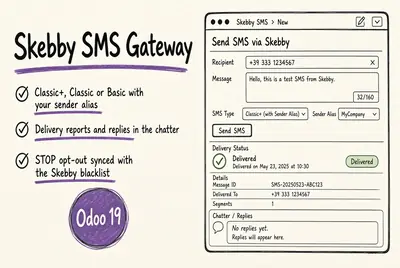 Skebby SMS Gateway
Classic+, Classic or Basic with
your sender alias
Delivery reports and replies in the chatter
STOP opt-out synced with
the Skebby blacklist
Odoo 19
Skebby SMS > New
Send SMS via Skebby
Recipient
+39 333 1234567
Message
Hello, this is a test SMS from Skebby.
32/160
SMS Type
Classic+ (with Sender Alias)
Sender Alias
MyCompany
Send SMS
Delivery Status
Delivered
Delivered on May 23, 2025 at 10:30
Delivered
Details
Message ID
SMS-20250523-ABC123
Delivered To
+39 333 1234567
Segments
1
Chatter / Replies
No replies yet.
Replies will appear here.